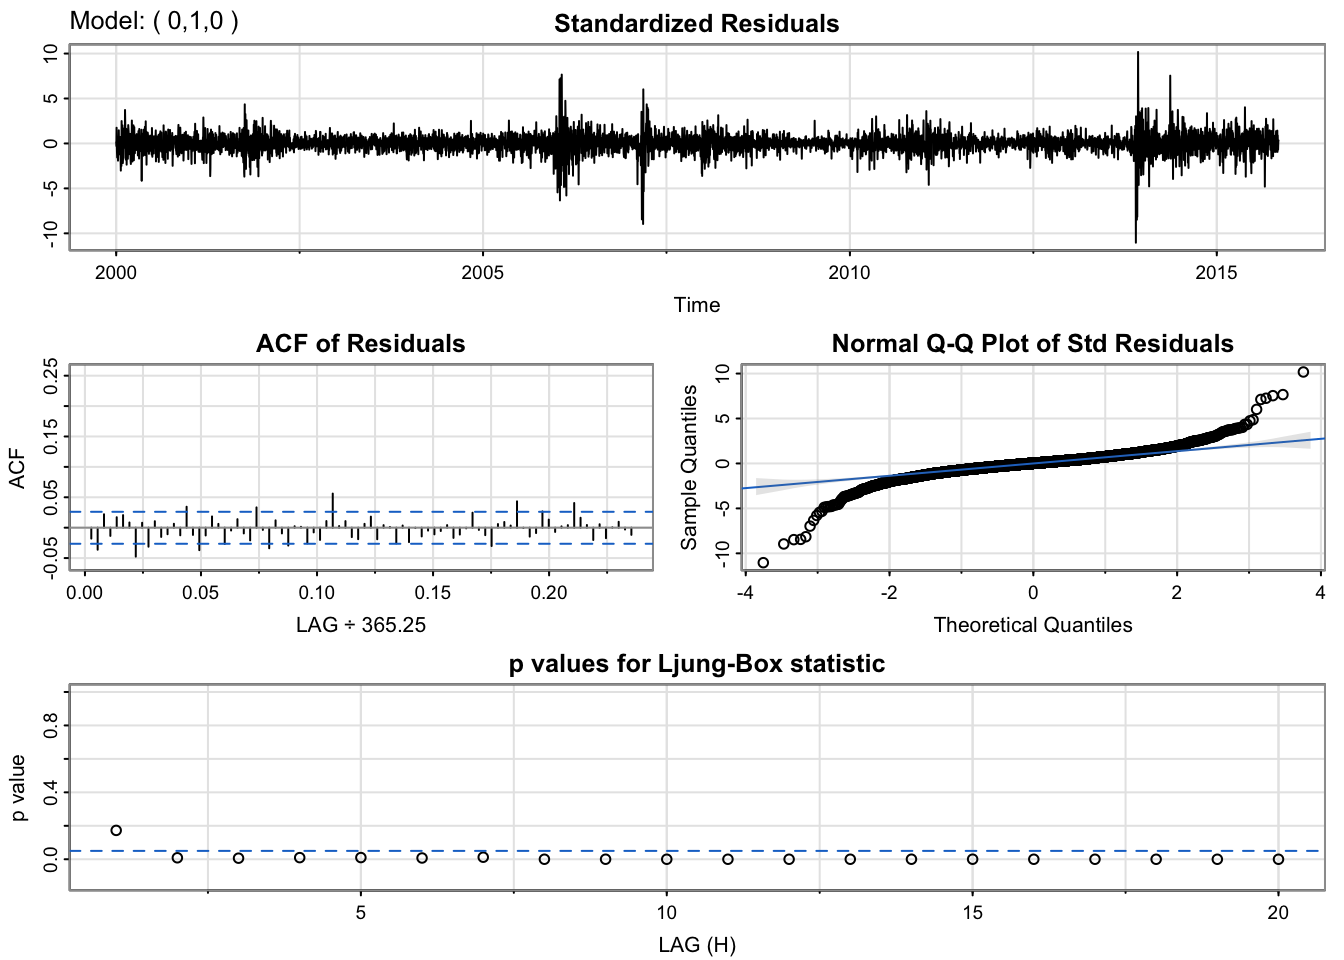 Model: ( 0,1,0 )
Standardized Residuals
10
5
0
-5
-10
2000 2005 2010 2015
Time
ACF of Residuals
0.25
0.15
0.05
-0.05
ACF
0.00 0.05 0.10 0.15 0.20
LAG ÷ 365.25
Normal Q-Q Plot of Std Residuals
10
5
0
-5
-10
Sample Quantiles
-4 -2 0 2 4
Theoretical Quantiles
p values for Ljung-Box statistic
0.8
0.4
0.0
p value
5 10 15 20
LAG (H)